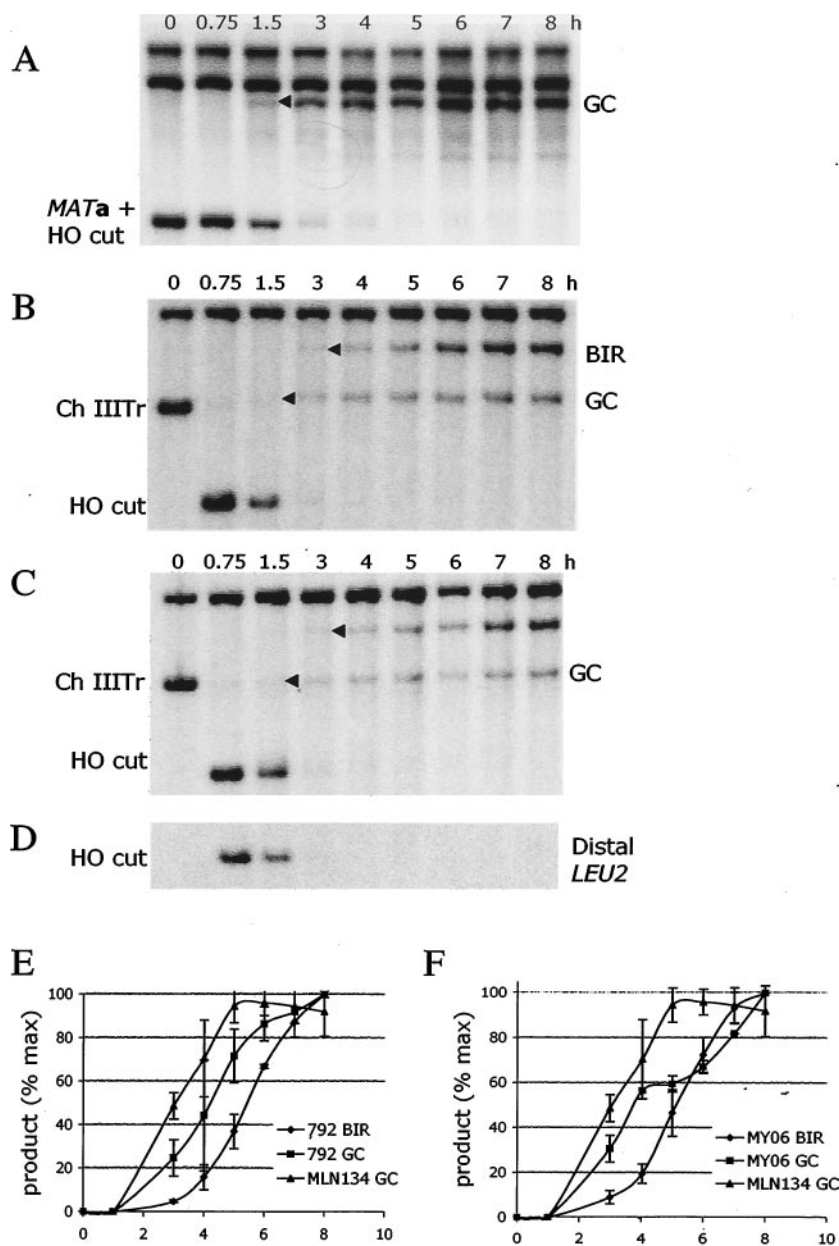 A
0 0.75 1.5 3 4 5 6 7 8 h
GC
MATa +
HO cut
B
0 0.75 1.5 3 4 5 6 7 8 h
BIR
Ch IIITr
GC
HO cut
C
0 0.75 1.5 3 4 5 6 7 8 h
Ch IIITr
GC
HO cut
D
HO cut
Distal
LEU2
E
product (% max)
100
80
60
40
20
0
792 BIR
792 GC
MLN134 GC
0 2 4 6 8 10
F
product (% max)
100
80
60
40
20
0
MY06 BIR
MY06 GC
MLN134 GC
0 2 4 6 8 10